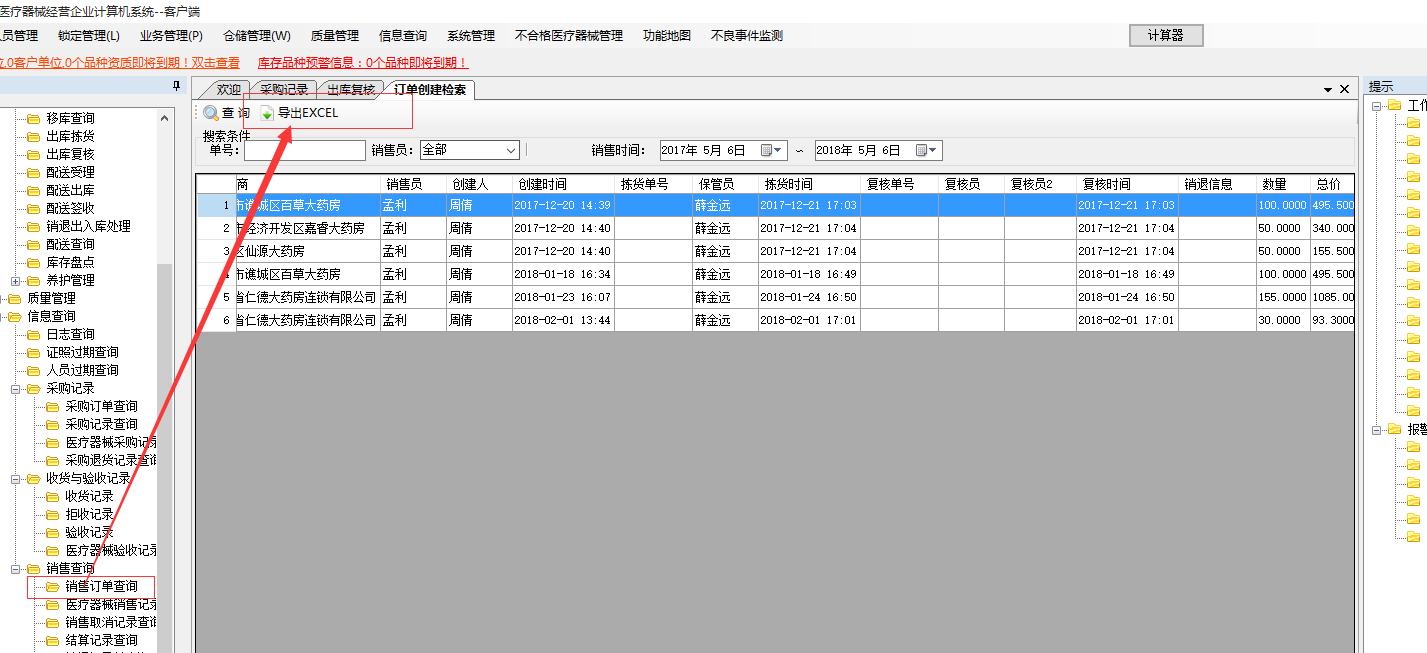 医疗器械经营企业计算机系统--客户端
员管理 锁定管理(L) 业务管理(P) 仓储管理(W) 质量管理 信息查询 系统管理 不合格医疗器械管理 功能地图 不良事件监测 计算器
位,0客户单位,0个品种资质即将到期！双击查看 库存品种预警信息：0个品种即将到期！
欢迎 采购记录 出库复核 订单创建检索 提示
查 询 导出EXCEL
搜索条件
单号： 销售员： 全部 销售时间： 2017年 5月 6日 ~ 2018年 5月 6日
商 销售员 创建人 创建时间 拣货单号 保管员 拣货时间 复核单号 复核员 复核员2 复核时间 销退信息 数量 总价
1 市谯城区百草大药房 孟利 周倩 2017-12-20 14:39 薛金远 2017-12-21 17:03 2017-12-21 17:03 100.0000 495.500
2 经济开发区嘉睿大药房 孟利 周倩 2017-12-20 14:40 薛金远 2017-12-21 17:04 2017-12-21 17:04 50.0000 340.000
3 区仙源大药房 孟利 周倩 2017-12-20 14:40 薛金远 2017-12-21 17:04 2017-12-21 17:04 50.0000 155.500
4 市谯城区百草大药房 孟利 周倩 2018-01-18 16:34 薛金远 2018-01-18 16:49 2018-01-18 16:49 100.0000 495.500
5 省仁德大药房连锁有限公司 孟利 周倩 2018-01-23 16:07 薛金远 2018-01-24 16:50 2018-01-24 16:50 155.0000 1085.00
6 省仁德大药房连锁有限公司 孟利 周倩 2018-02-01 13:44 薛金远 2018-02-01 17:01 2018-02-01 17:01 30.0000 93.3000
移库查询
出库拣货
出库复核
配送受理
配送出库
配送签收
销退出入库处理
配送查询
库存盘点
养护管理
质量管理
信息查询
日志查询
证照过期查询
人员过期查询
采购记录
采购订单查询
采购记录查询
医疗器械采购记录
采购退货记录查询
收货与验收记录
收货记录
拒收记录
验收记录
医疗器械验收记录
销售查询
销售订单查询
医疗器械销售记录
销售取消记录查询
结算记录查询
工作
报警